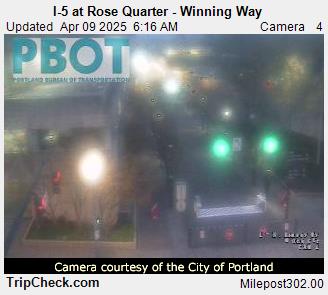 I-5 at Rose Quarter - Winning Way
Updated Apr 09 2025 6:16 AM Camera 4
PBOT
PORTLAND BUREAU OF TRANSPORTATION
Camera courtesy of the City of Portland
TripCheck.com Milepost302.00